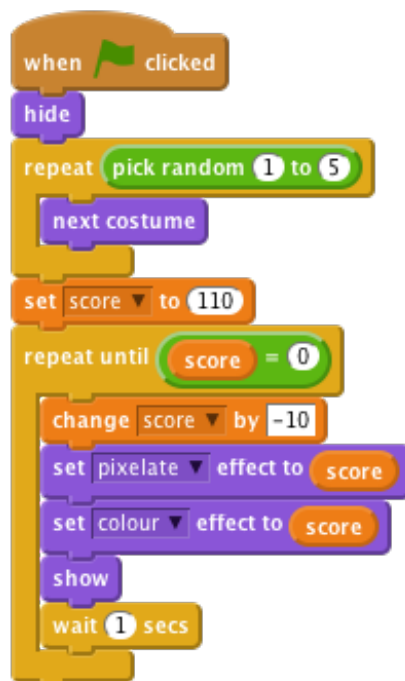 when clicked
hide
repeat pick random 1 to 5
next costume
set score to 110
repeat until score = 0
change score by -10
set pixelate effect to score
set colour effect to score
show
wait 1 secs